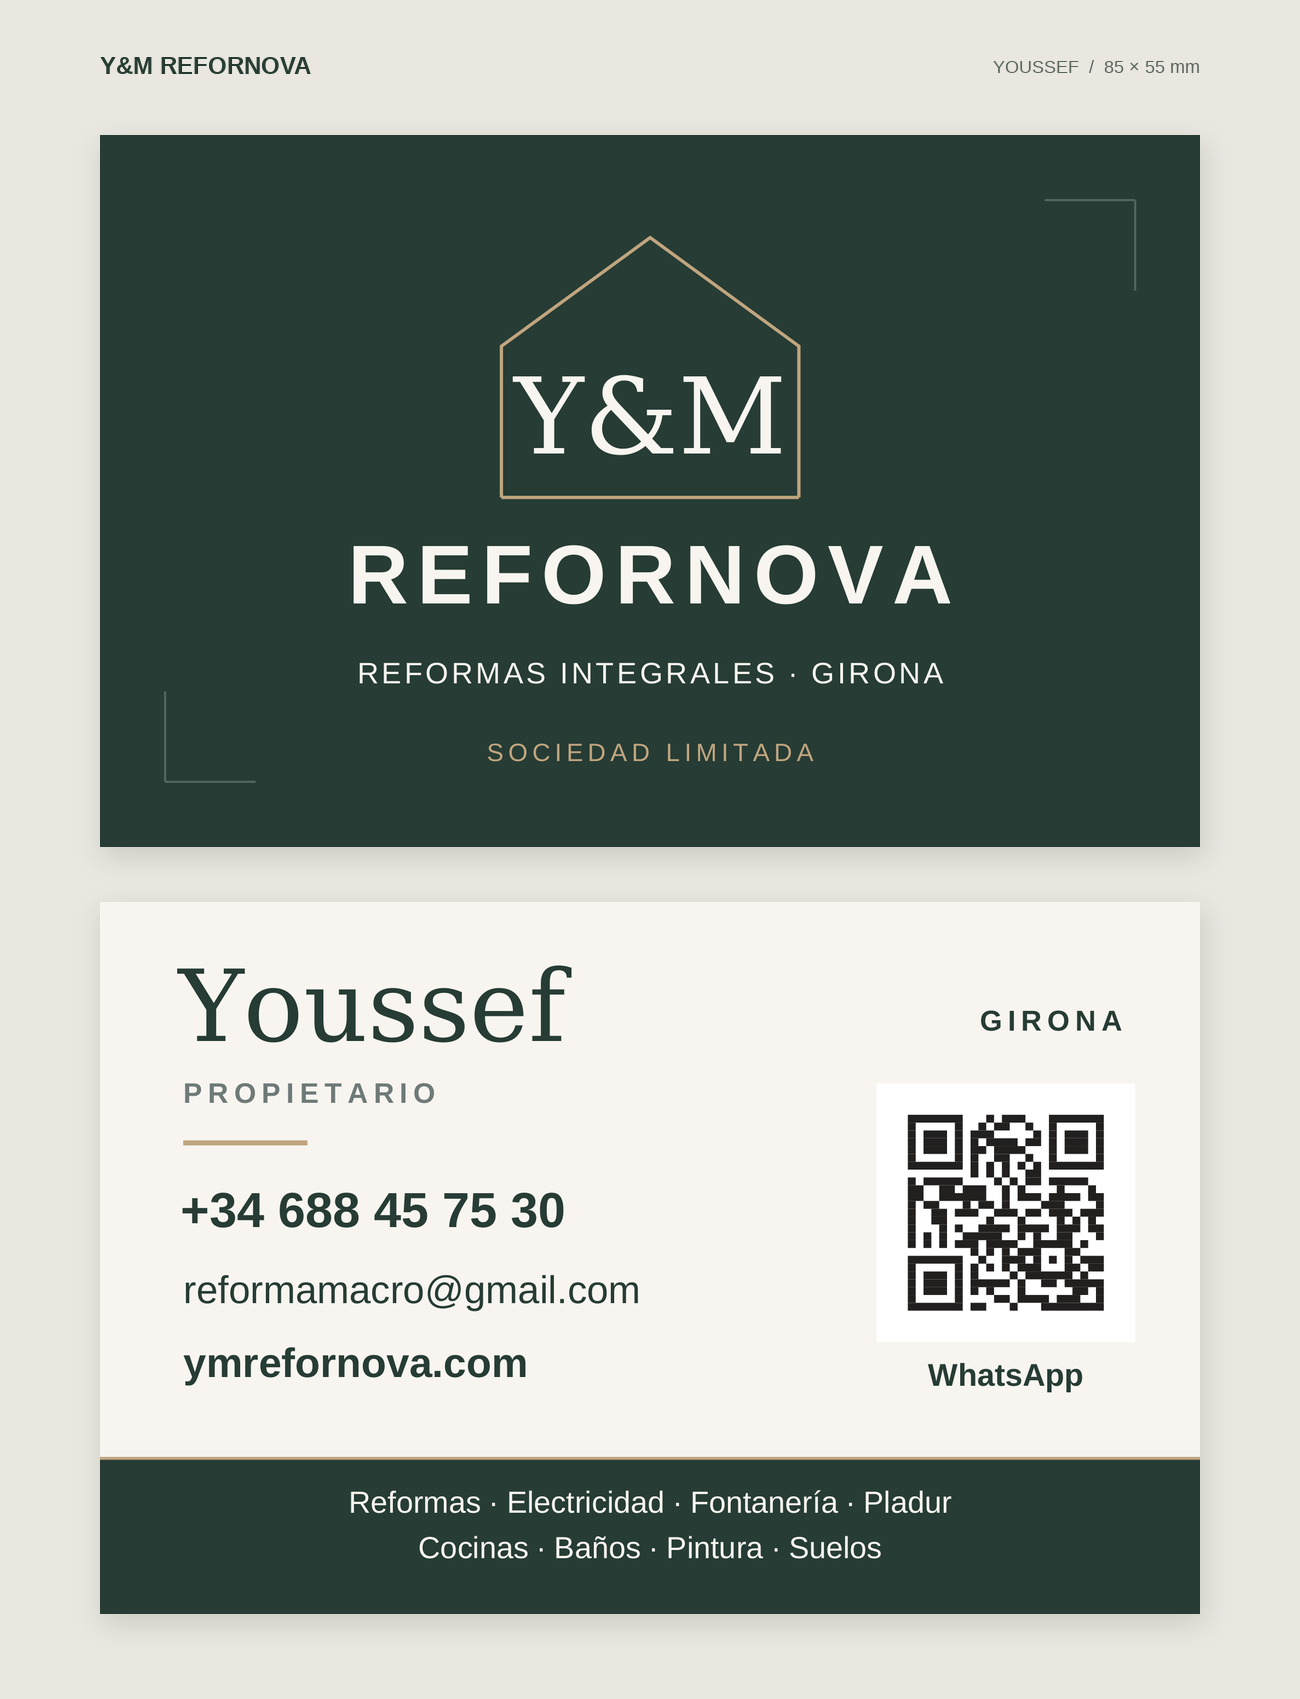 Y&M REFORNOVA
YOUSSEF / 85 × 55 mm
Y&M
REFORNOVA
REFORMAS INTEGRALES · GIRONA
SOCIEDAD LIMITADA
Youssef
GIRONA
PROPIETARIO
+34 688 45 75 30
reformamacro@gmail.com
ymrefornova.com
WhatsApp
Reformas · Electricidad · Fontanería · Pladur
Cocinas · Baños · Pintura · Suelos